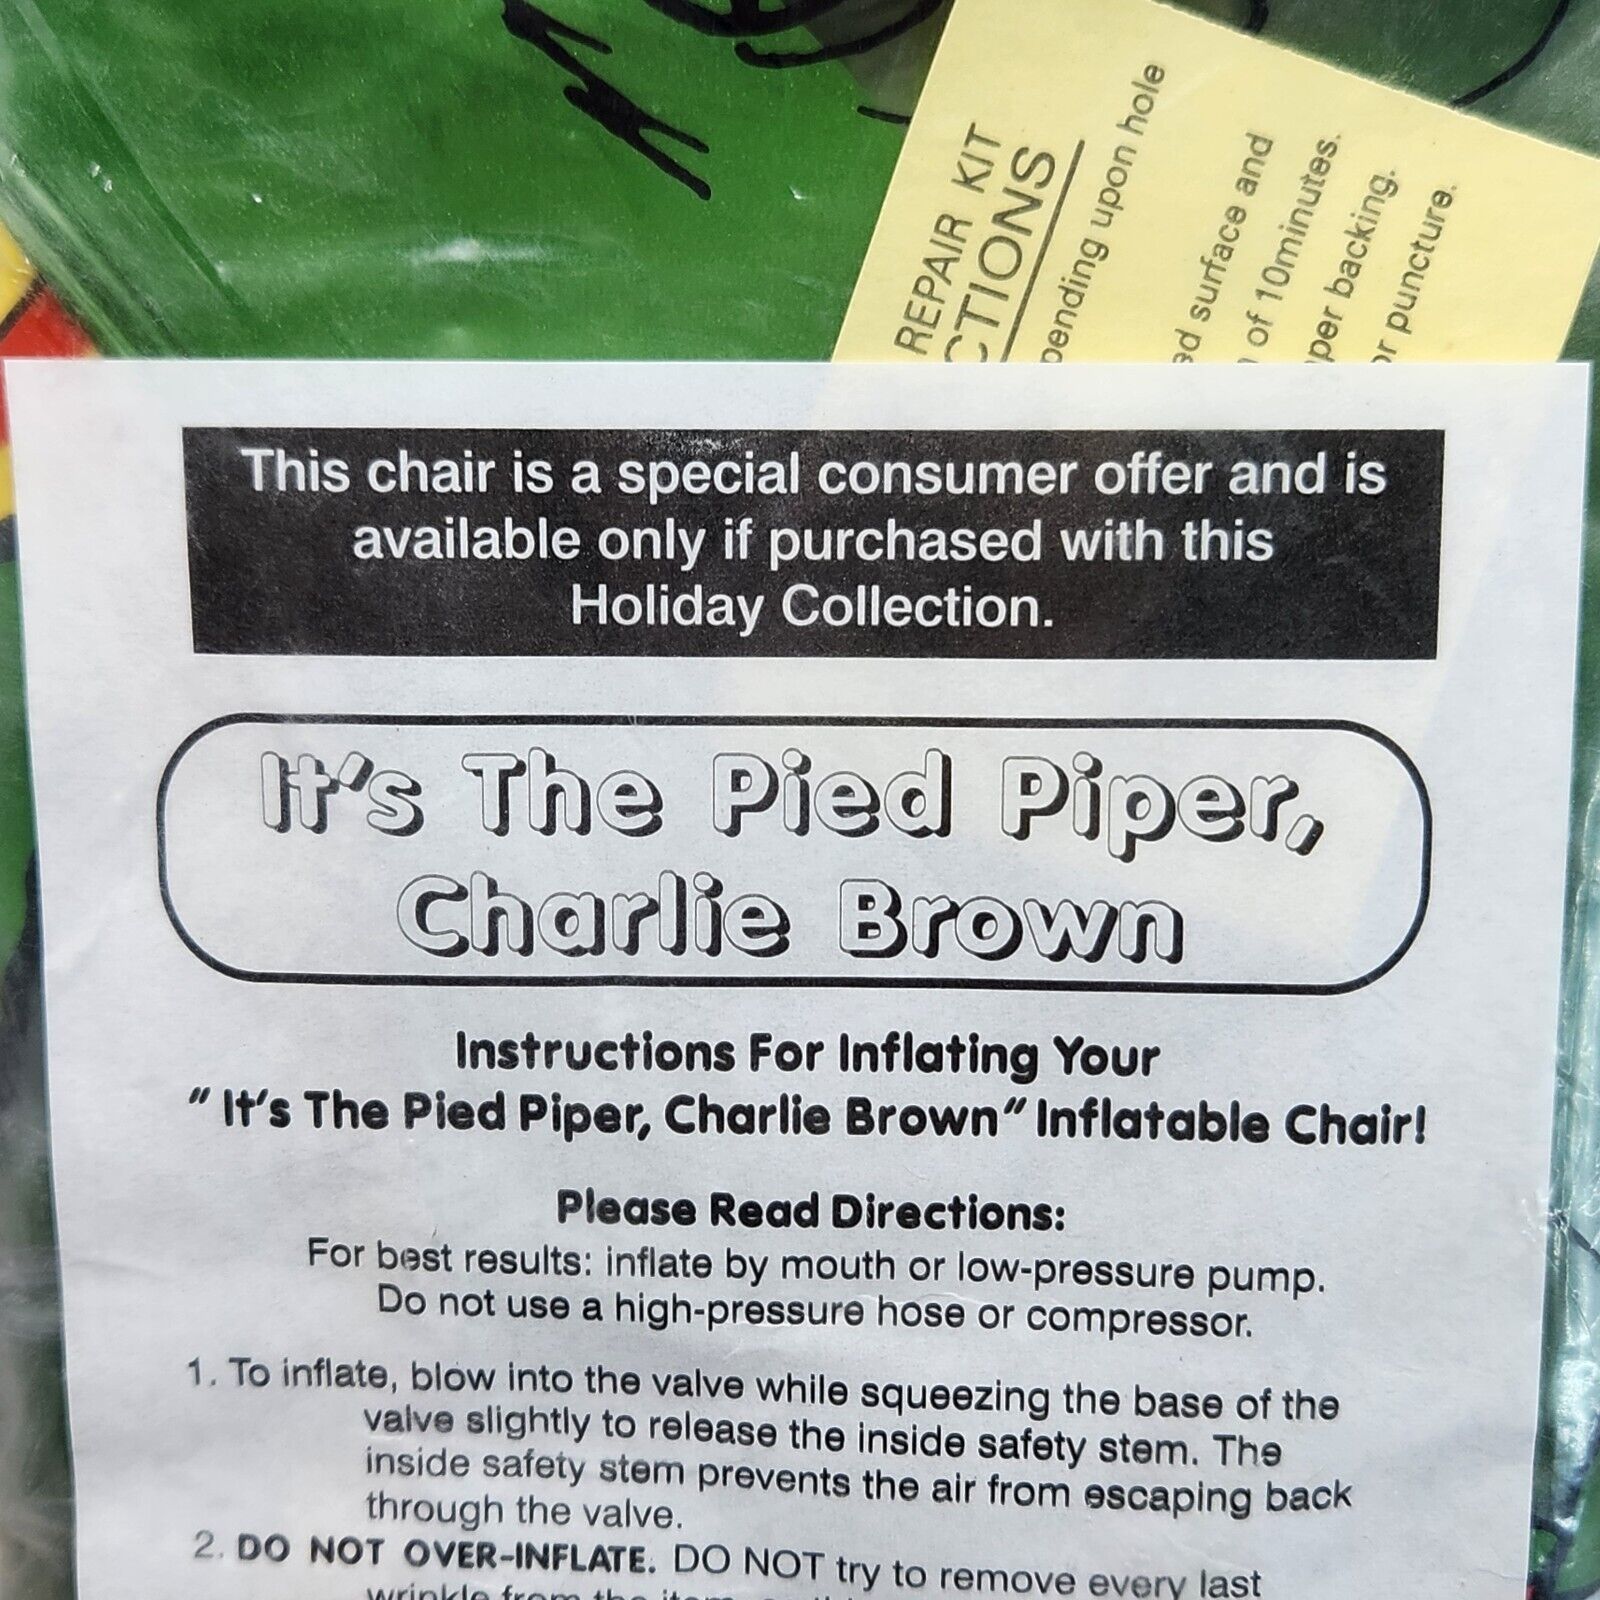 REPAIR KIT
CTIONS
pending upon hole
ed surface and
of 10minutes.
per backing.
or puncture.
This chair is a special consumer offer and is
available only if purchased with this
Holiday Collection.
It's The Pied Piper,
Charlie Brown
Instructions For Inflating Your
"It's The Pied Piper, Charlie Brown" Inflatable Chair!
Please Read Directions:
For best results: inflate by mouth or low-pressure pump.
Do not use a high-pressure hose or compressor.
1. To inflate, blow into the valve while squeezing the base of the
valve slightly to release the inside safety stem. The
inside safety stem prevents the air from escaping back
through the valve.
2. DO NOT OVER-INFLATE. DO NOT try to remove every last
wrinkle from the item,